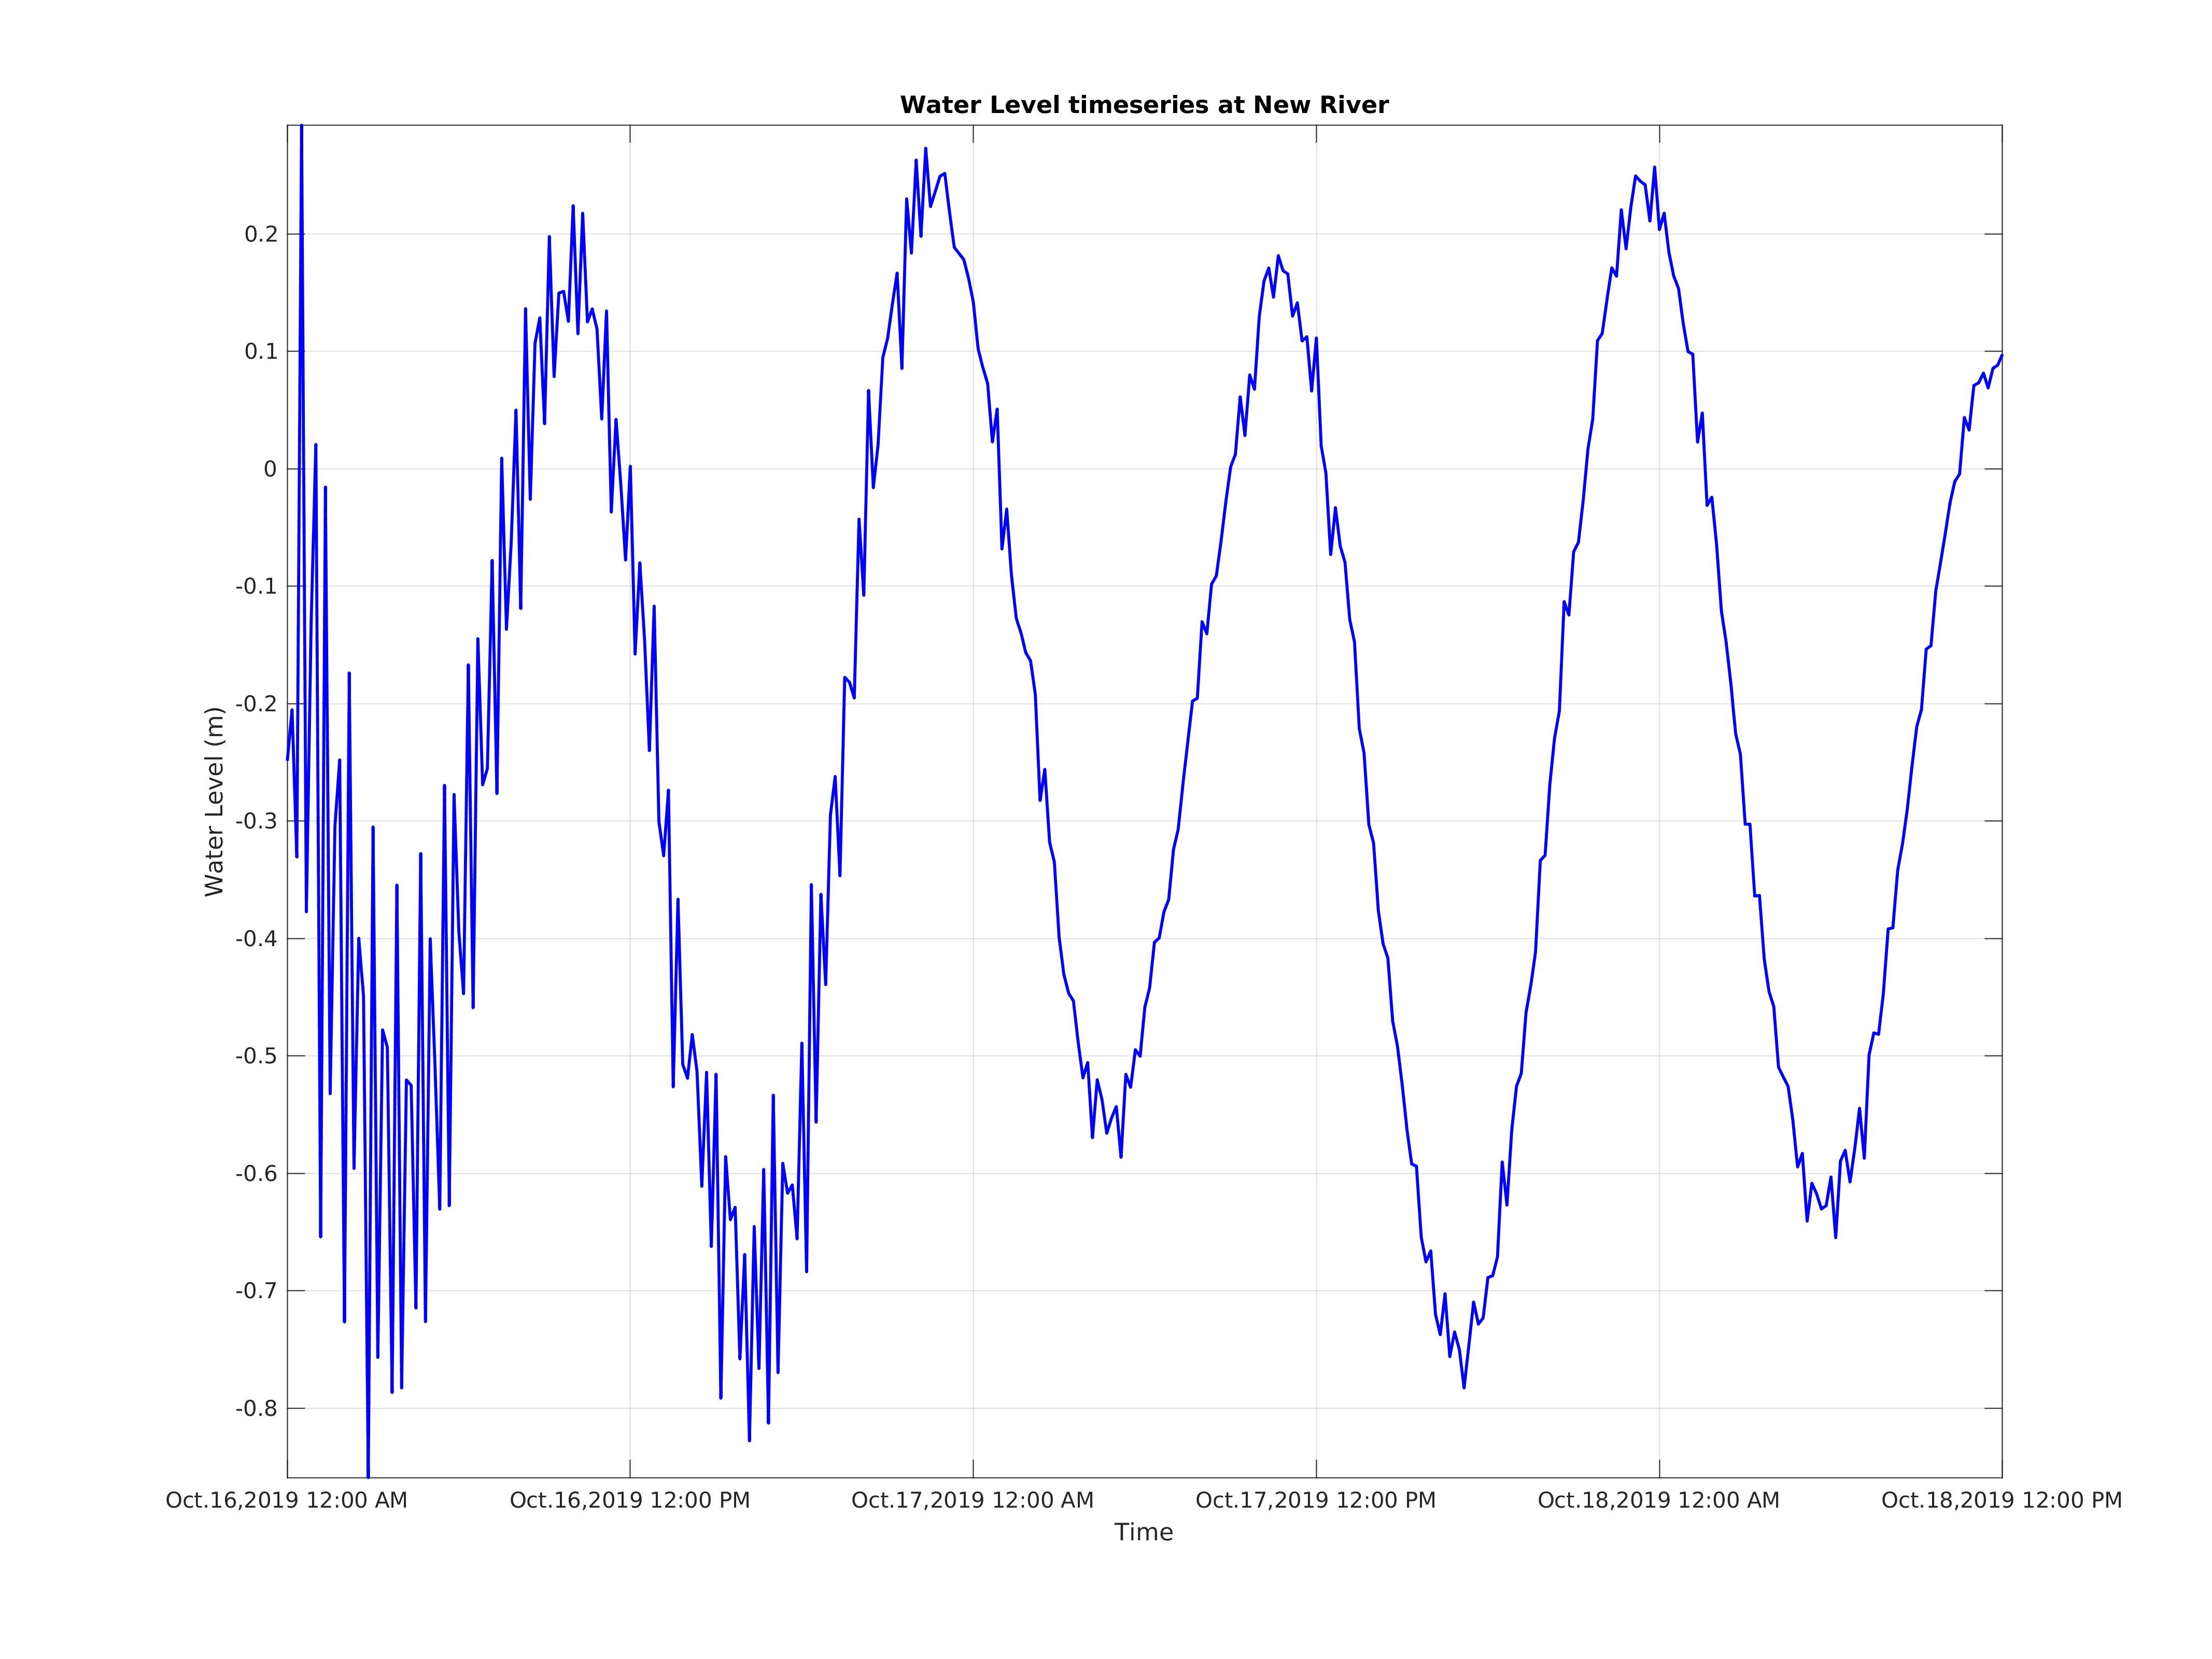 Water Level timeseries at New River
0.2
0.1
0
-0.1
-0.2
-0.3
-0.4
-0.5
-0.6
-0.7
-0.8
Water Level (m)
Oct.16,2019 12:00 AM
Oct.16,2019 12:00 PM
Oct.17,2019 12:00 AM
Oct.17,2019 12:00 PM
Oct.18,2019 12:00 AM
Oct.18,2019 12:00 PM
Time